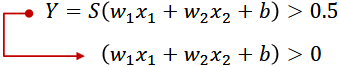 Y = S(w₁x₁ + w₂x₂ + b) > 0.5
(w₁x₁ + w₂x₂ + b) > 0